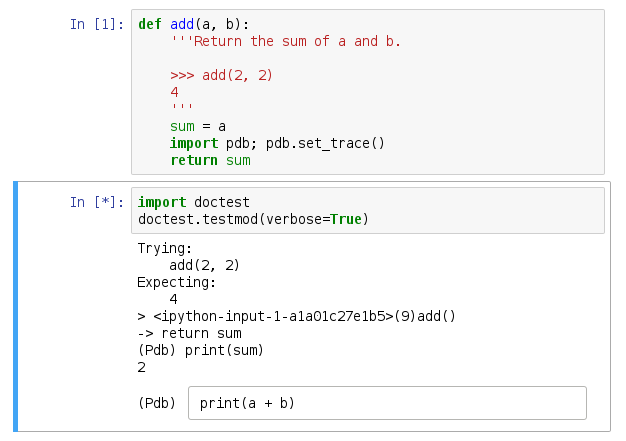 In [1]: def add(a, b):
    '''Return the sum of a and b.

    >>> add(2, 2)
    4
    '''
    sum = a
    import pdb; pdb.set_trace()
    return sum
In [*]: import doctest
doctest.testmod(verbose=True)
Trying:
    add(2, 2)
Expecting:
    4
> <ipython-input-1-a1a01c27e1b5>(9)add()
-> return sum
(Pdb) print(sum)
2
(Pdb) print(a + b)